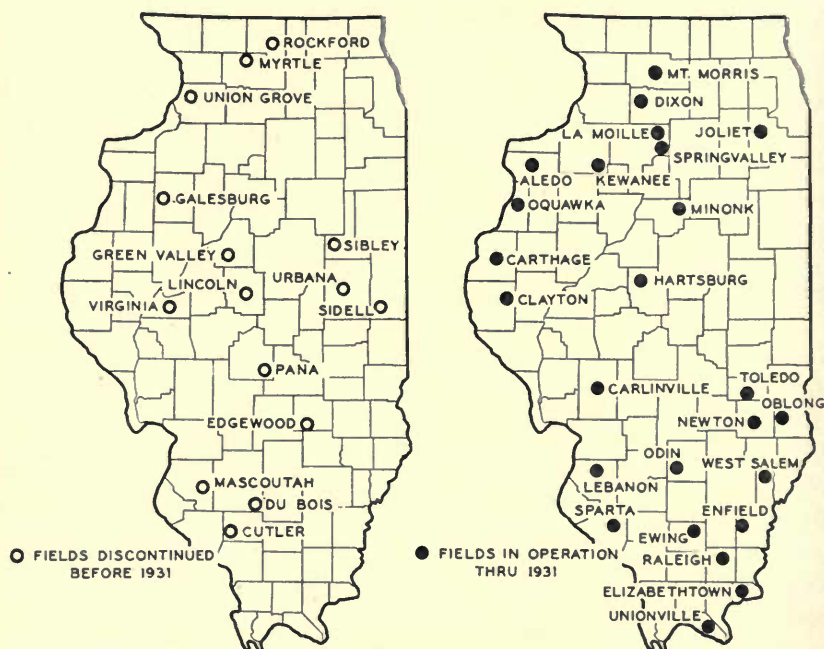 ROCKFORD
MYRTLE
UNION GROVE
GALESBURG
SIBLEY
GREEN VALLEY
URBANA
LINCOLN
VIRGINIA
SIDELL
PANA
EDGEWOOD
MASCOUTAH
DU BOIS
CUTLER
FIELDS DISCONTINUED
BEFORE 1931
MT. MORRIS
DIXON
LA MOILLE
JOLIET
SPRINGVALLEY
ALEDO
KEWANEE
OQUAWKA
MINONK
CARTHAGE
HARTSBURG
CLAYTON
TOLEDO
CARLINVILLE
OBLONG
NEWTON
ODIN
WEST SALEM
LEBANON
SPARTA
ENFIELD
EWING
FIELDS IN OPERATION
THRU 1931
RALEIGH
ELIZABETHTOWN
UNIONVILLE